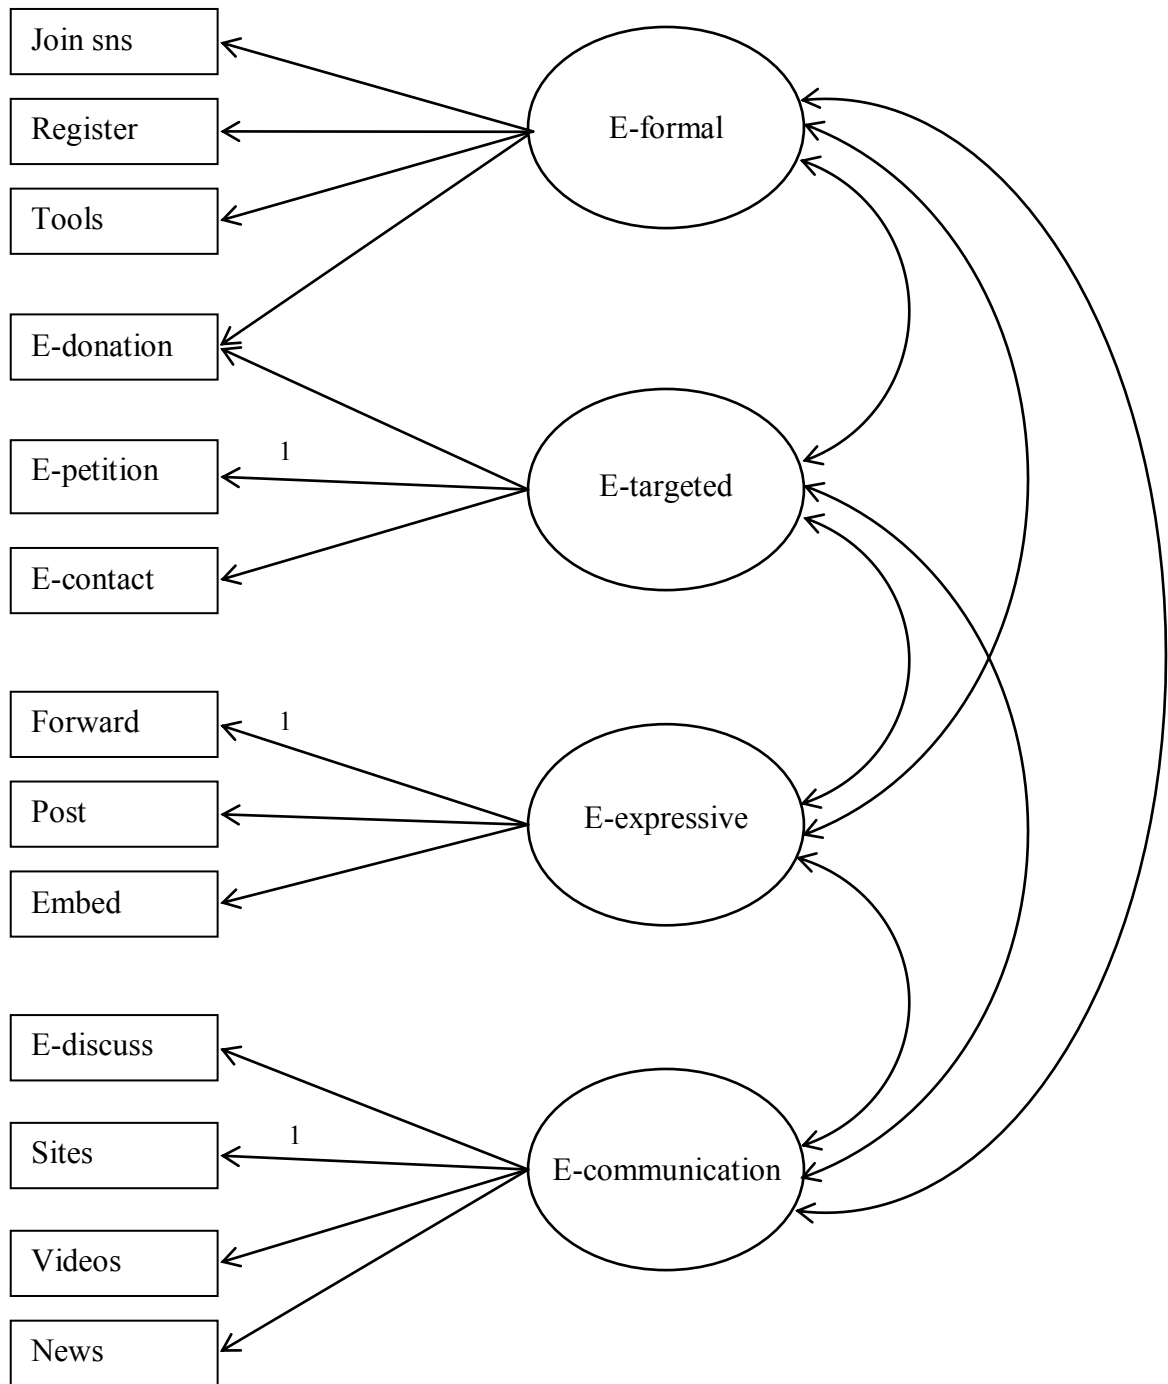 Join sns
Register
E-formal
Tools
E-donation
E-petition
1
E-targeted
E-contact
Forward
1
Post
E-expressive
Embed
E-discuss
Sites
1
E-communication
Videos
News